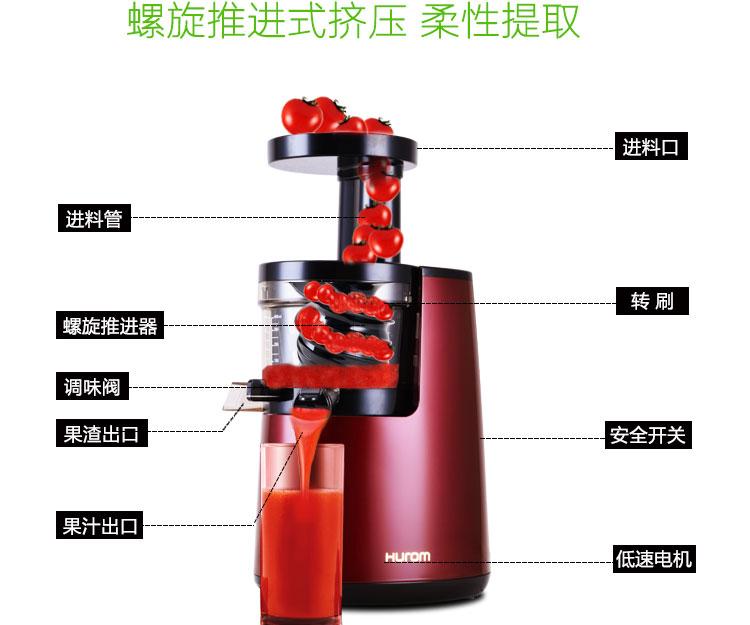 螺旋推进式挤压 柔性提取
进料口
进料管
转 刷
螺旋推进器
调味阀
果渣出口
安全开关
果汁出口
低速电机
Hurom